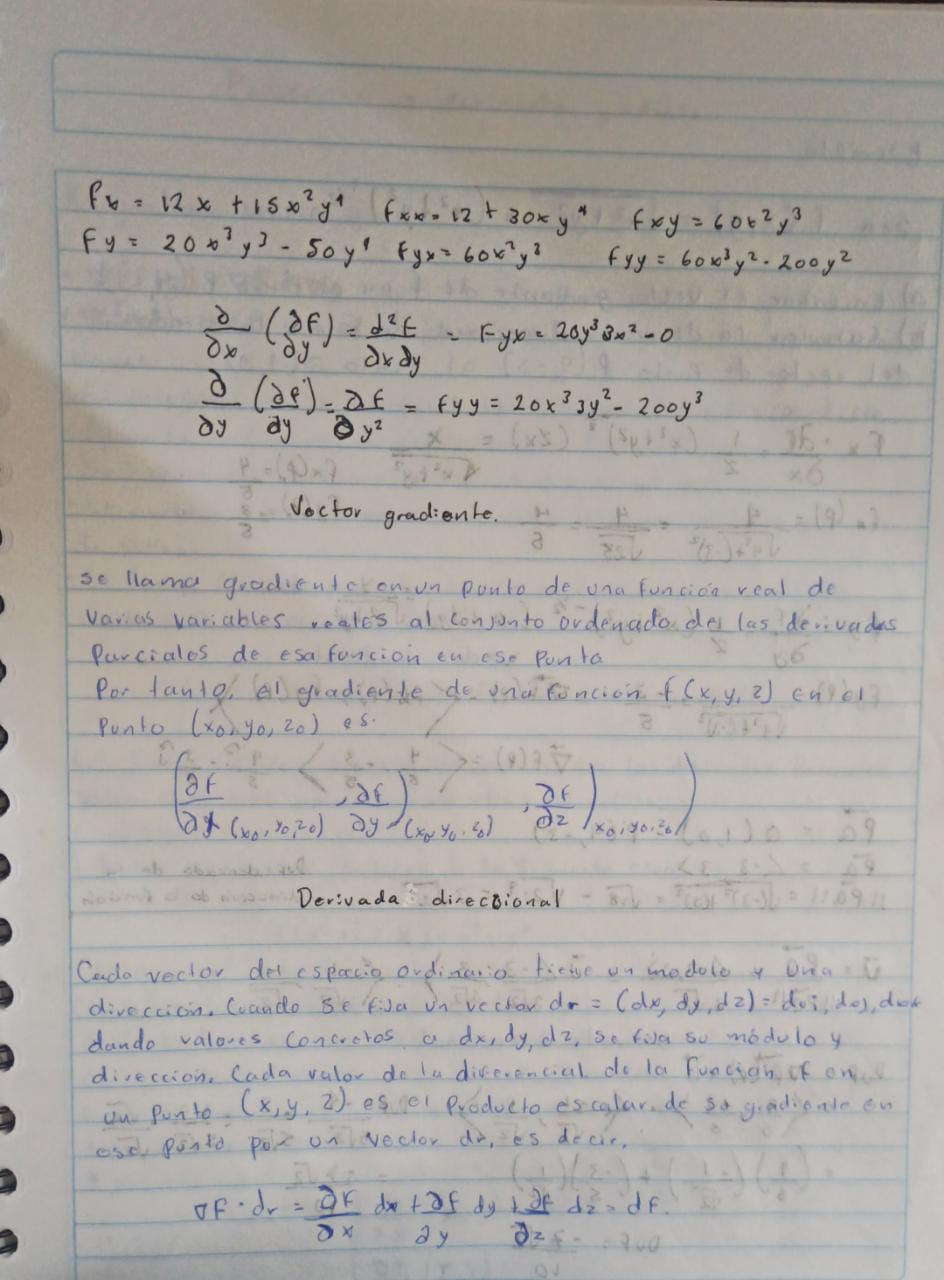 fx = 12x + 15x²y⁴ fxx = 12 + 30xy⁴ fxy = 60x²y³
fy = 20x³y³ - 50y⁴ fyx = 60x²y³ fyy = 60x³y² - 200y²
∂/∂x (∂f/∂y) = d²f/∂x∂y = Fyx = 20y³3x² - 0
∂/∂y (∂f/∂y) = ∂f/∂y² = fyy = 20x³3y² - 200y³
Vector gradiente.
se llama gradiente en un punto de una función real de
varias variables reales al conjunto ordenado de las derivadas
Parciales de esa función en ese Punto
Por tanto, el gradiente de una función f(x, y, z) en el
Punto (x0, y0, z0) es.
(∂f/∂x (x0, y0, z0), ∂f/∂y)(x0, y0, z0), ∂f/∂z)x0, y0, z0)
Derivada direccional
Cada vector del espacio ordinario tiene un modulo y una
dirección. Cuando se fija un vector dr = (dx, dy, dz) =
dando valores concretos a dx, dy, dz, se fija su módulo y
dirección. Cada valor de la diferencial de la función f en
un punto (x, y, z) es el producto escalar de su gradiente en
ese punto por un vector dr, es decir,
∇F · dr = ∂f/∂x dx + ∂f/∂y dy + ∂f/∂z dz = df.